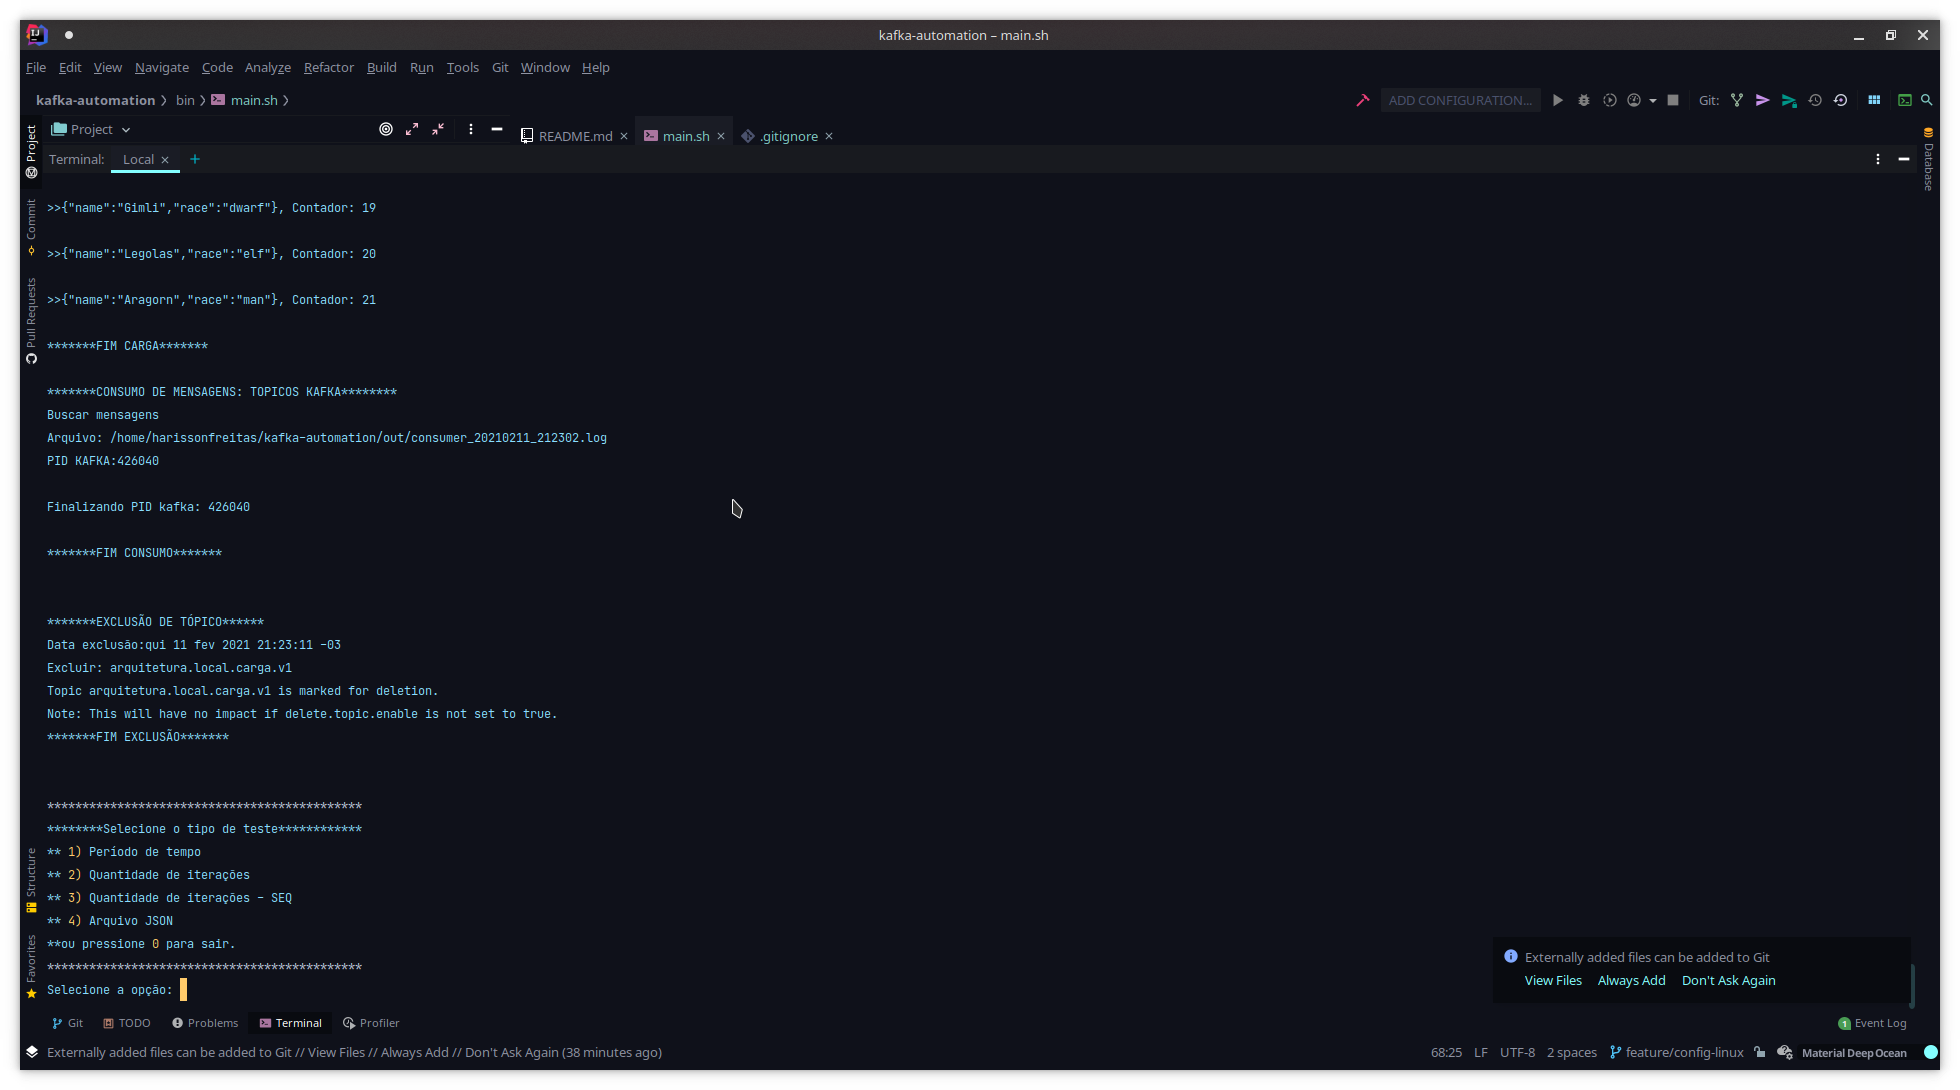 kafka-automation – main.sh
File Edit View Navigate Code Analyze Refactor Build Run Tools Git Window Help
kafka-automation bin main.sh
ADD CONFIGURATION... Git:
Project
README.md main.sh .gitignore
Terminal: Local
Project
Commit
Pull Requests
Structure
Favorites
Database
>>{"name":"Gimli","race":"dwarf"}, Contador: 19
>>{"name":"Legolas","race":"elf"}, Contador: 20
>>{"name":"Aragorn","race":"man"}, Contador: 21
*******FIM CARGA*******
*******CONSUMO DE MENSAGENS: TOPICOS KAFKA********
Buscar mensagens
Arquivo: /home/harissonfreitas/kafka-automation/out/consumer_20210211_212302.log
PID KAFKA:426040
Finalizando PID kafka: 426040
*******FIM CONSUMO*******
*******EXCLUSÃO DE TÓPICO******
Data exclusão:qui 11 fev 2021 21:23:11 -03
Excluir: arquitetura.local.carga.v1
Topic arquitetura.local.carga.v1 is marked for deletion.
Note: This will have no impact if delete.topic.enable is not set to true.
*******FIM EXCLUSÃO*******
*********************************************
********Selecione o tipo de teste************
** 1) Período de tempo
** 2) Quantidade de iterações
** 3) Quantidade de iterações - SEQ
** 4) Arquivo JSON
**ou pressione 0 para sair.
*********************************************
Selecione a opção:
Externally added files can be added to Git
View Files Always Add Don't Ask Again
Git TODO Problems Terminal Profiler
1 Event Log
Externally added files can be added to Git // View Files // Always Add // Don't Ask Again (38 minutes ago)
68:25 LF UTF-8 2 spaces feature/config-linux Material Deep Ocean